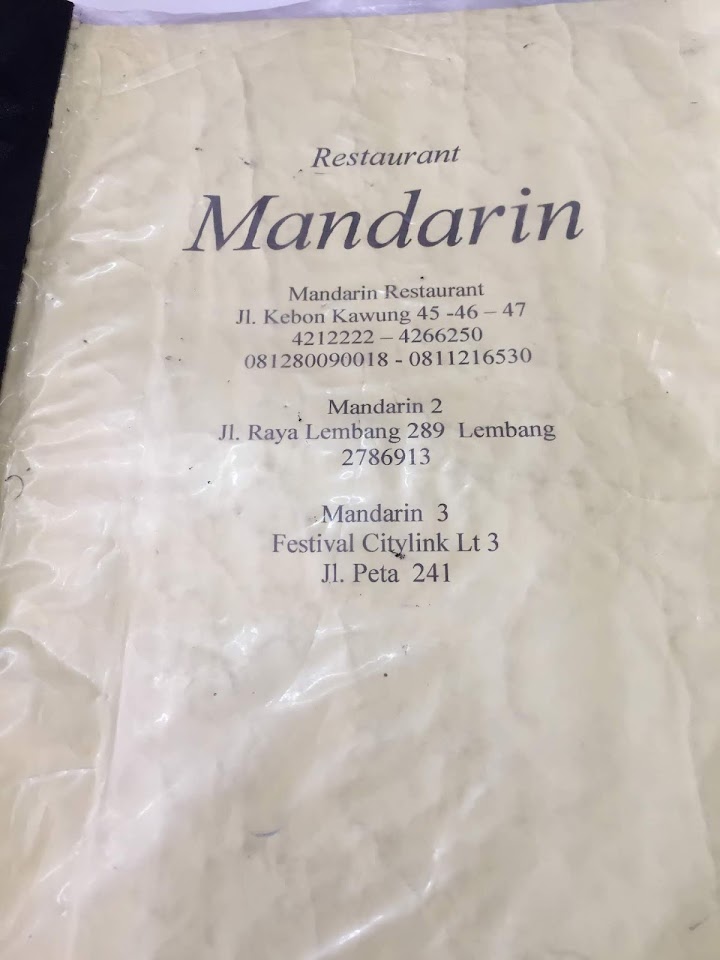 Restaurant
Mandarin
Mandarin Restaurant
Jl. Kebon Kawung 45 -46 – 47
4212222 – 4266250
081280090018 - 0811216530
Mandarin 2
Jl. Raya Lembang 289 Lembang
2786913
Mandarin 3
Festival Citylink Lt 3
Jl. Peta 241